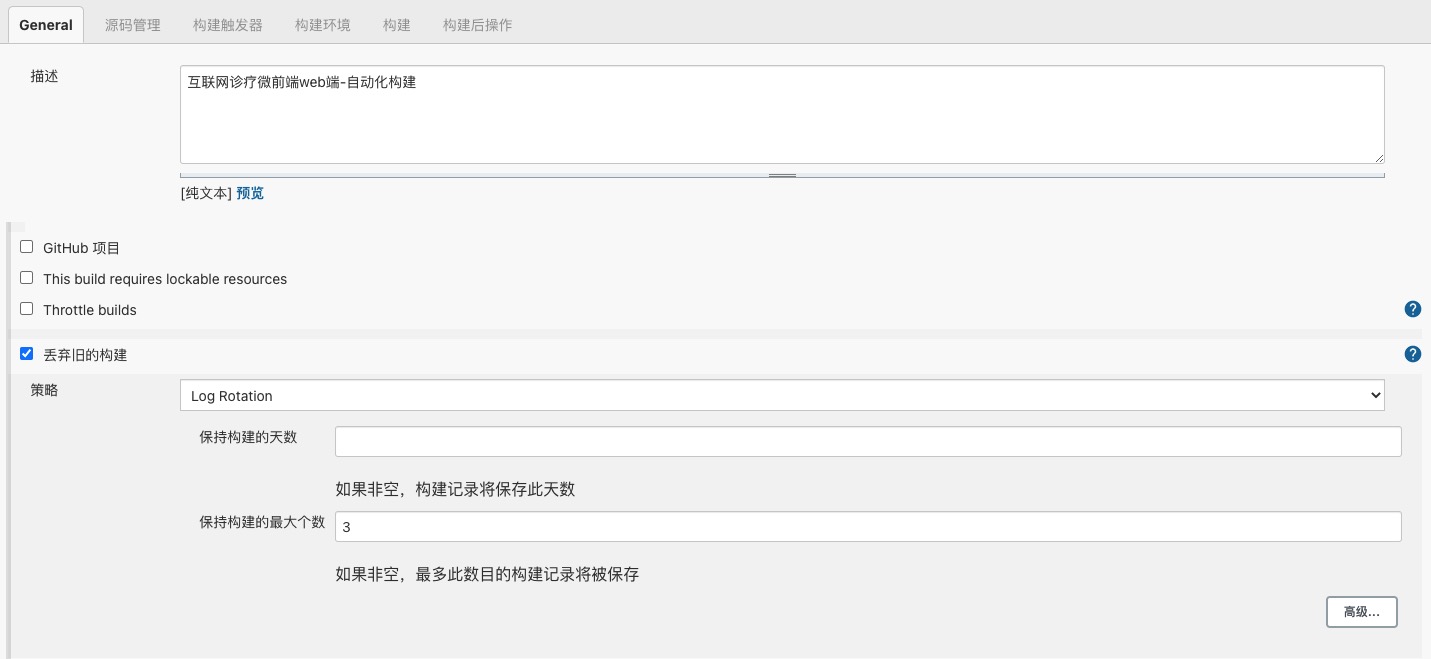 General 源码管理 构建触发器 构建环境 构建 构建后操作
描述
互联网诊疗微前端web端-自动化构建
[纯文本] 预览
GitHub 项目
This build requires lockable resources
Throttle builds
?
丢弃旧的构建
?
策略
Log Rotation
保持构建的天数
如果非空，构建记录将保存此天数
保持构建的最大个数
3
如果非空，最多此数目的构建记录将被保存
高级...